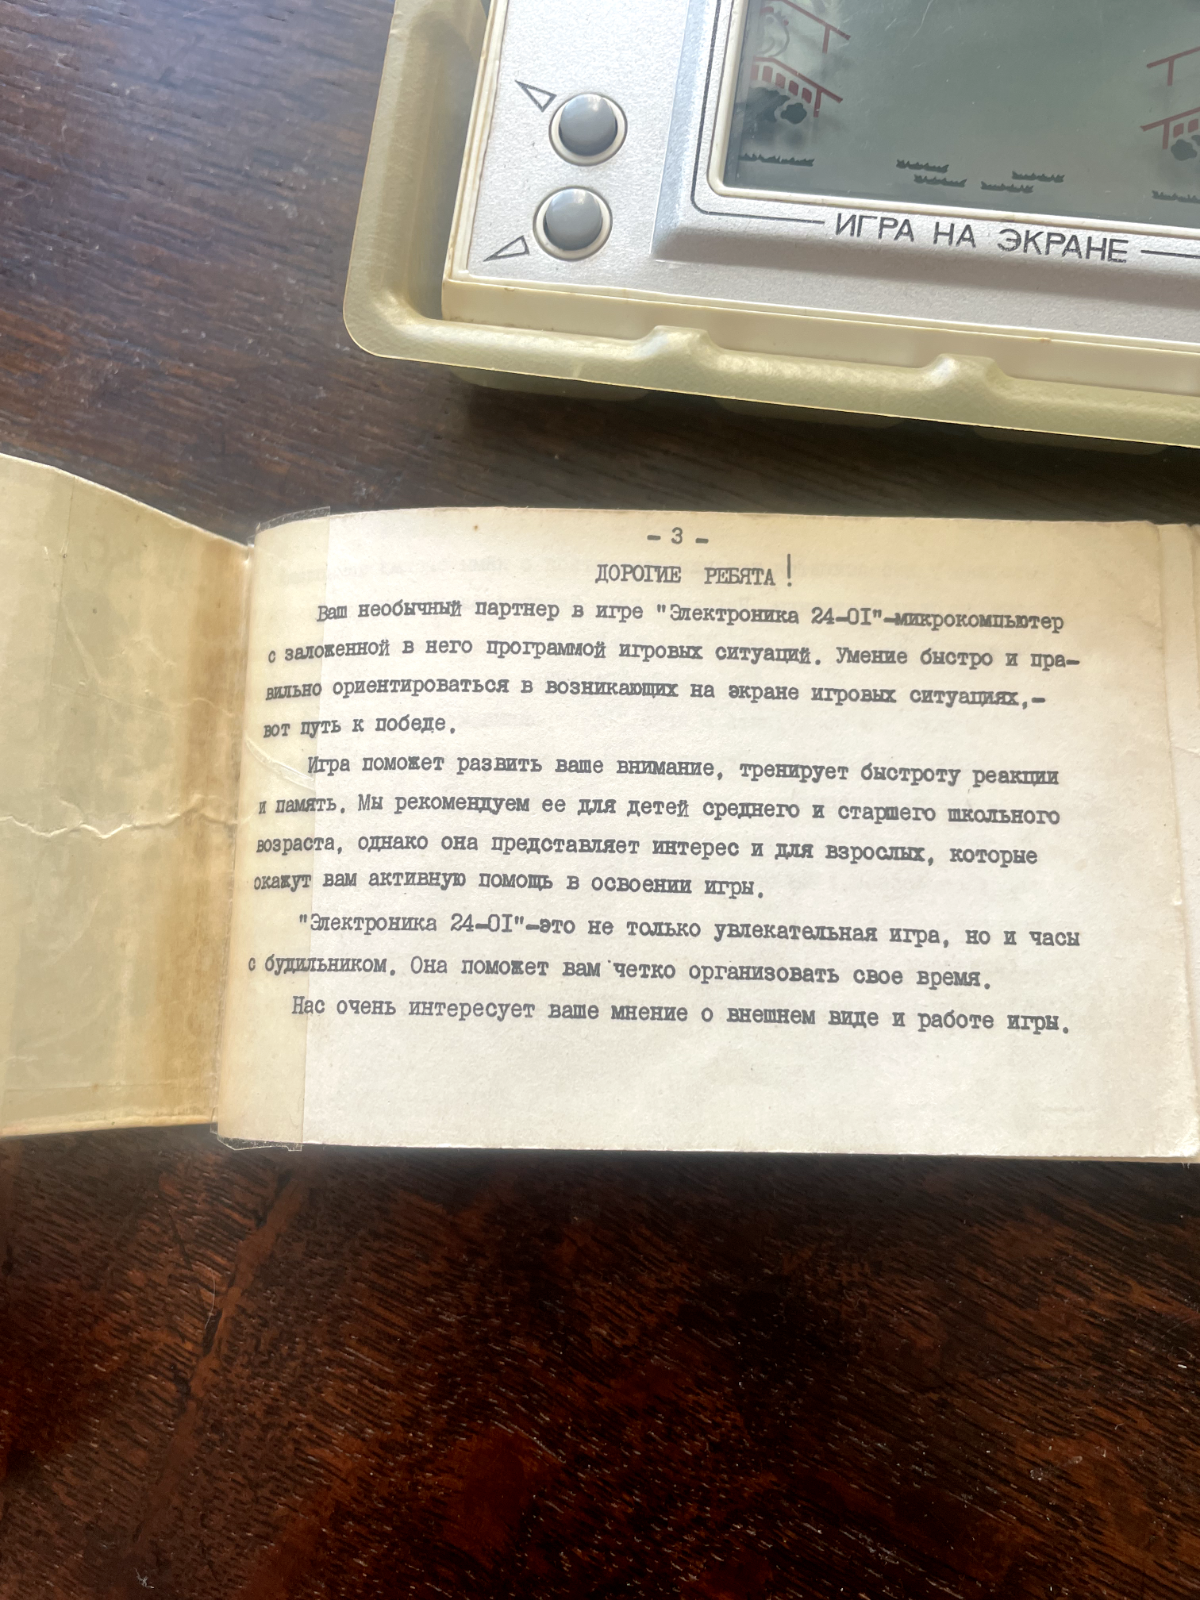 ИГРА НА ЭКРАНЕ
- 3 -
ДОРОГИЕ РЕБЯТА!
Ваш необычный партнер в игре "Электроника 24-0I"-микрокомпьютер
с заложенной в него программой игровых ситуаций. Умение быстро и пра-
вильно ориентироваться в возникающих на экране игровых ситуациях,-
вот путь к победе.
Игра поможет развить ваше внимание, тренирует быстроту реакции
и память. Мы рекомендуем ее для детей среднего и старшего школьного
возраста, однако она представляет интерес и для взрослых, которые
окажут вам активную помощь в освоении игры.
"Электроника 24-0I"-это не только увлекательная игра, но и часы
с будильником. Она поможет вам четко организовать свое время.
Нас очень интересует ваше мнение о внешнем виде и работе игры.